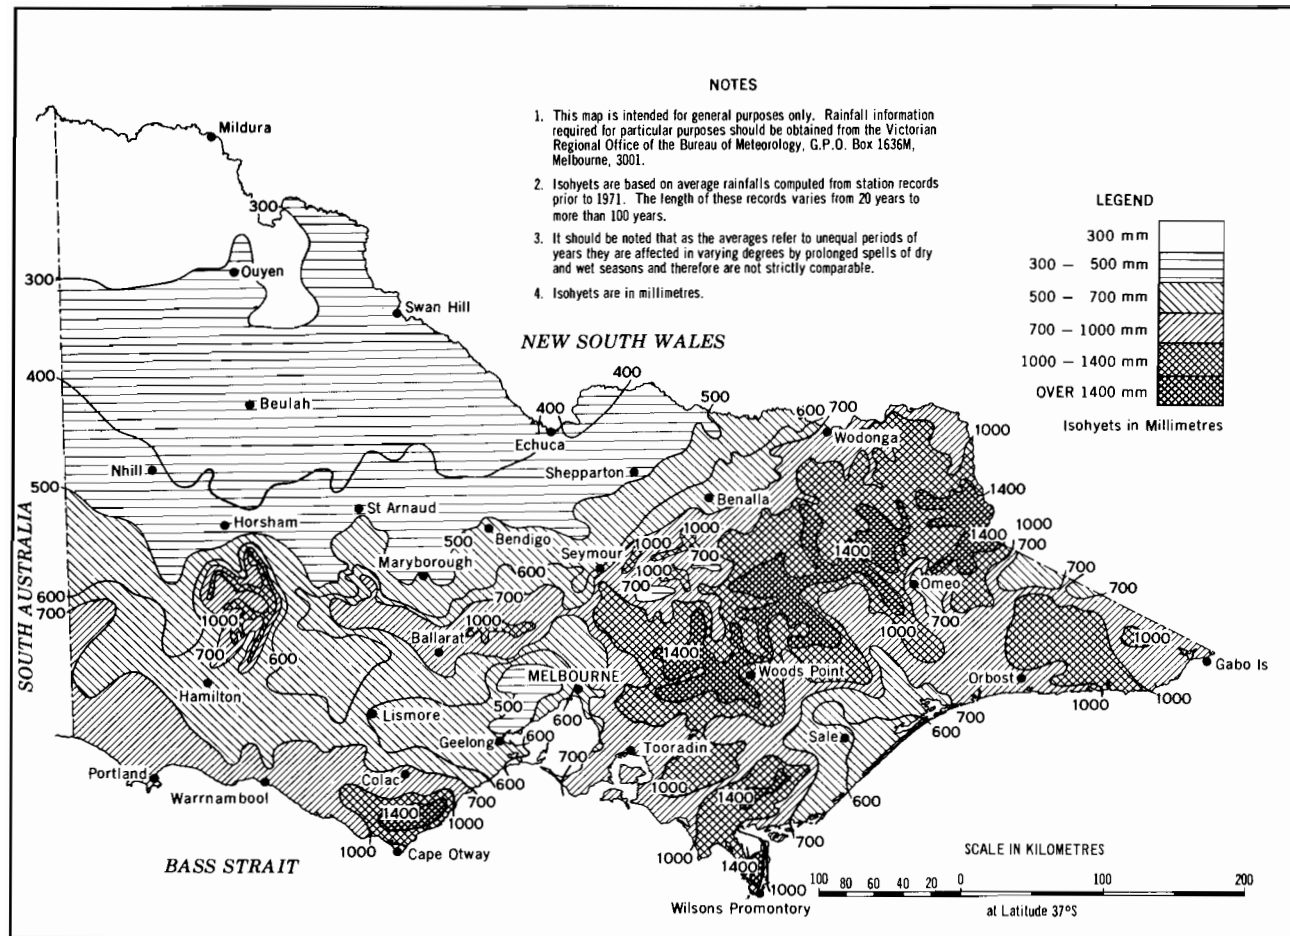 NOTES
1. This map is intended for general purposes only. Rainfall information
required for particular purposes should be obtained from the Victorian
Regional Office of the Bureau of Meteorology, G.P.O. Box 1636M,
Melbourne, 3001.
2. Isohyets are based on average rainfalls computed from station records
prior to 1971. The length of these records varies from 20 years to
more than 100 years.
3. It should be noted that as the averages refer to unequal periods of
years they are affected in varying degrees by prolonged spells of dry
and wet seasons and therefore are not strictly comparable.
4. Isohyets are in millimetres.
LEGEND
300 mm
300 – 500 mm
500 – 700 mm
700 – 1000 mm
1000 – 1400 mm
OVER 1400 mm
Isohyets in Millimetres
Mildura
300
Ouyen
300
Swan Hill
NEW SOUTH WALES
400
400
500
Beulah
400
600
700
Wodonga
1000
Echuca
Nhill
Shepparton
500
1400
Benalla
St Arnaud
Horsham
1000
1000
1400
500
Bendigo
Seymour
1000
700
1400
700
Maryborough
600
1000
700
700
Omeo
700
600
700
700
SOUTH AUSTRALIA
1000
Ballarat
1000
1000
700
1000
Gabo Is
700
600
1400
MELBOURNE
Woods Point
Orbost
Hamilton
500
600
700
1000
1000
Lismore
600
600
Geelong
Tooradin
Sale
700
Portland
Colac
600
1000
600
Warrnambool
700
1400
1400
1000
700
1000
Cape Otway
1000
1400
BASS STRAIT
1000
Wilsons Promontory
SCALE IN KILOMETRES
100 80 60 40 20 0 100 200
at Latitude 37°S